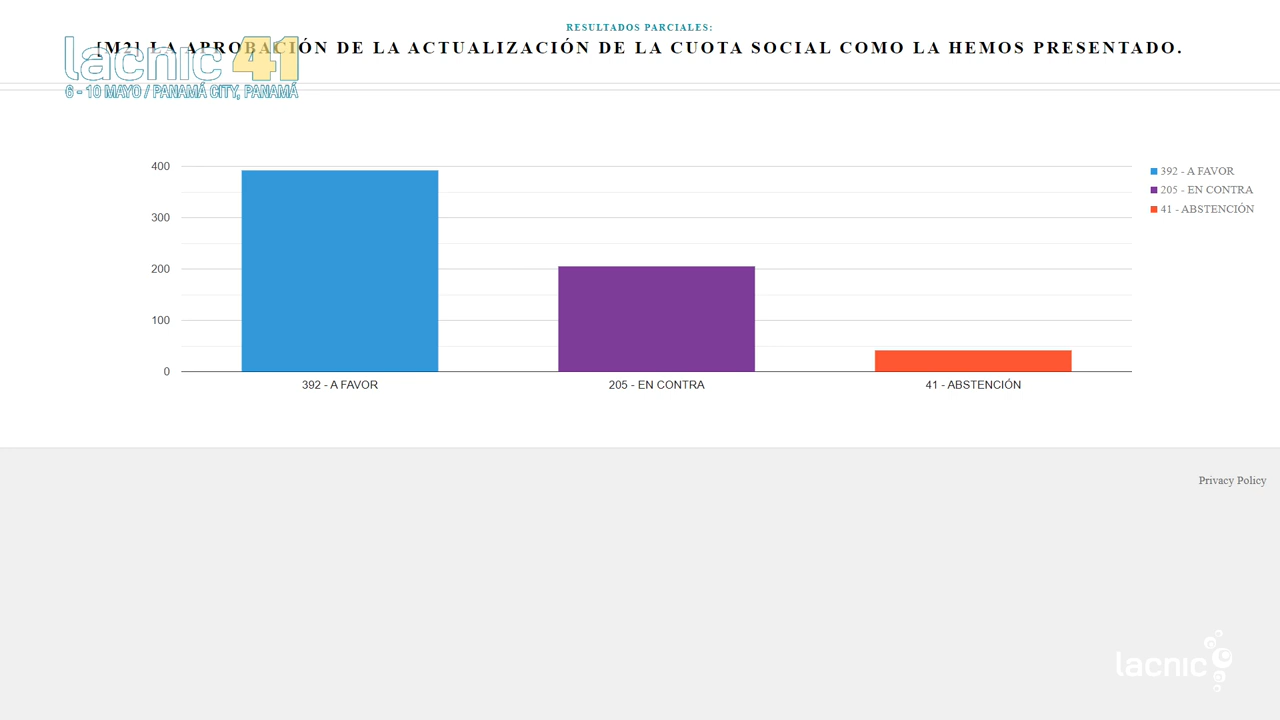 RESULTADOS PARCIALES:
[M2] LA APROBACIÓN DE LA ACTUALIZACIÓN DE LA CUOTA SOCIAL COMO LA HEMOS PRESENTADO.
lacnic 41
6 - 10 MAYO / PANAMÁ CITY, PANAMÁ
400
300
200
100
0
392 - A FAVOR
205 - EN CONTRA
41 - ABSTENCIÓN
392 - A FAVOR
205 - EN CONTRA
41 - ABSTENCIÓN
Privacy Policy
lacnic